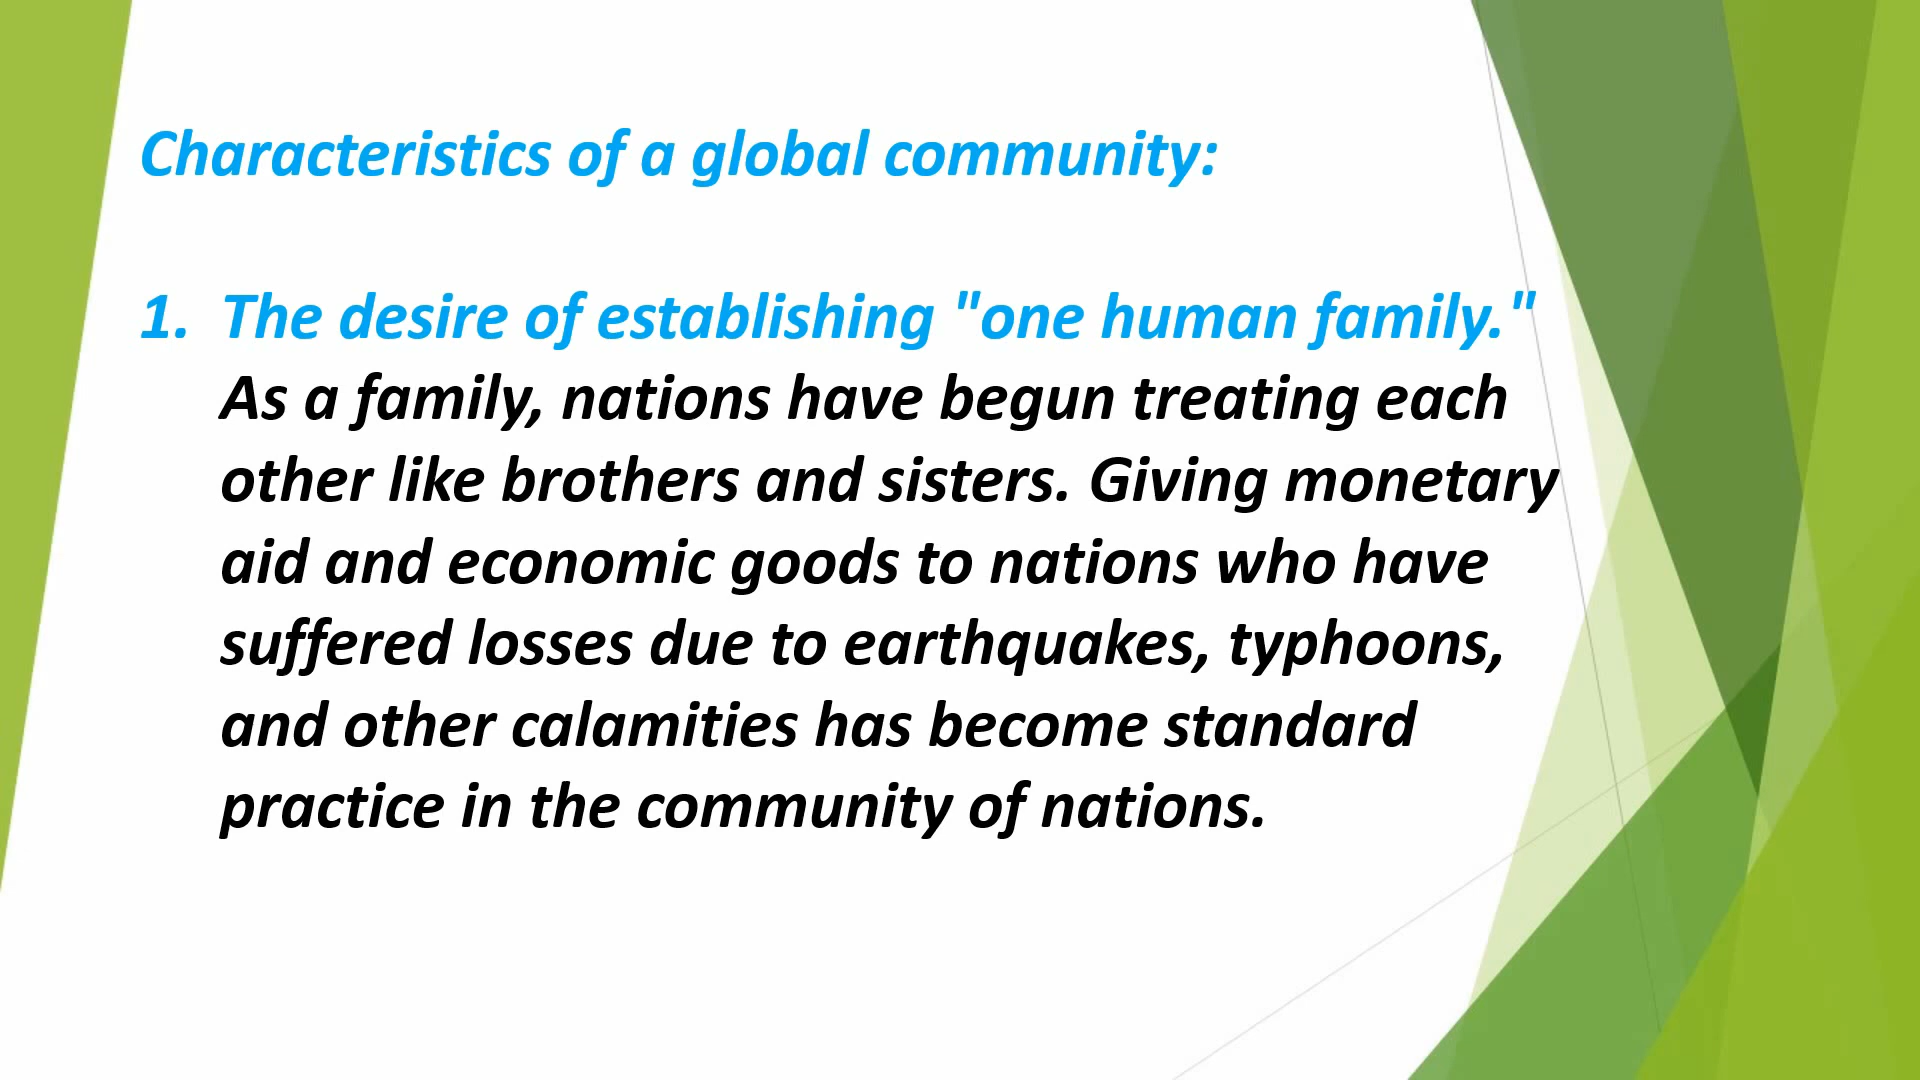 Characteristics of a global community:
1. The desire of establishing "one human family."
As a family, nations have begun treating each
other like brothers and sisters. Giving monetary
aid and economic goods to nations who have
suffered losses due to earthquakes, typhoons,
and other calamities has become standard
practice in the community of nations.